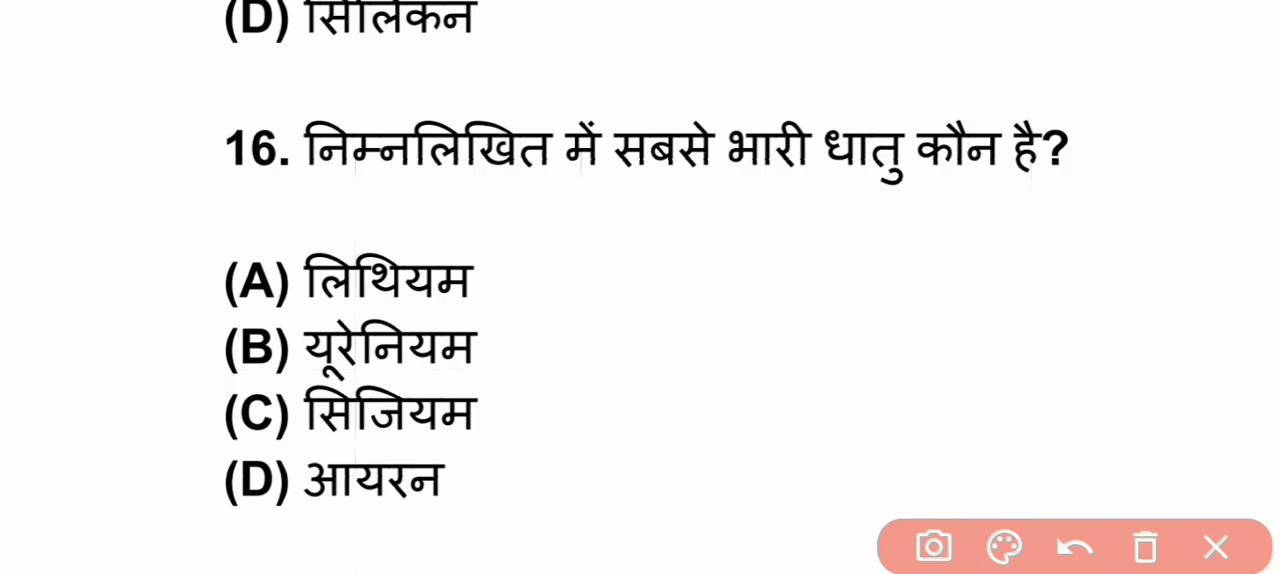 (D) सिलिकन
16. निम्नलिखित में सबसे भारी धातु कौन है?
(A) लिथियम
(B) यूरेनियम
(C) सिजियम
(D) आयरन